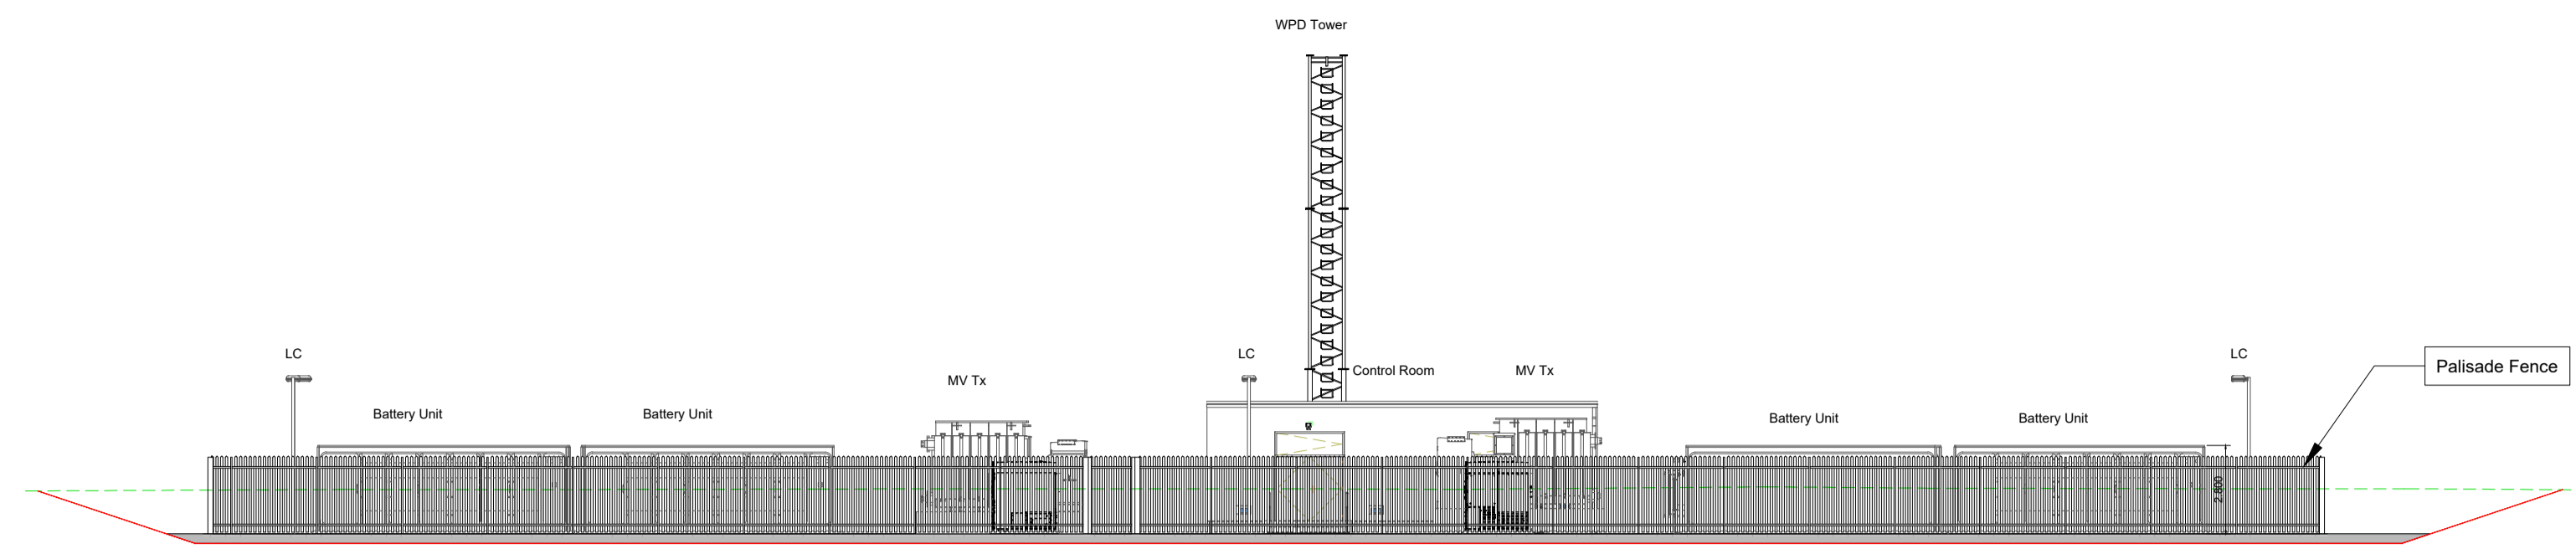 WPD Tower
LC
LC
LC
Control Room
MV Tx
Palisade Fence
MV Tx
Battery Unit
Battery Unit
Battery Unit
Battery Unit
2.800